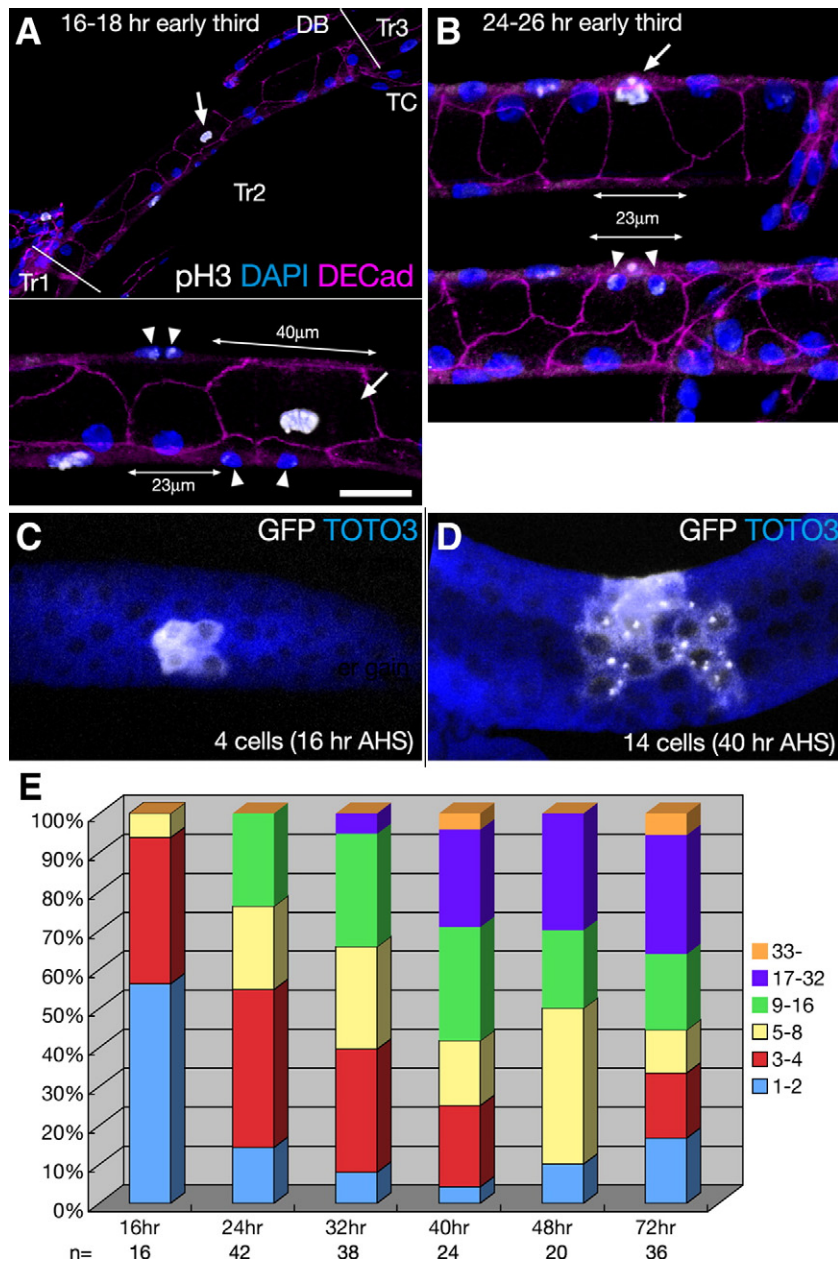 A 16-18 hr early third
DB
Tr3
TC
Tr2
Tr1
pH3 DAPI DECad
40µm
23µm
B 24-26 hr early third
23µm
23µm
C GFP TOTO3
er gain
4 cells (16 hr AHS)
D GFP TOTO3
14 cells (40 hr AHS)
E
100%
90%
80%
70%
60%
50%
40%
30%
20%
10%
0%
33-
17-32
9-16
5-8
3-4
1-2
16hr 24hr 32hr 40hr 48hr 72hr
n= 16 42 38 24 20 36